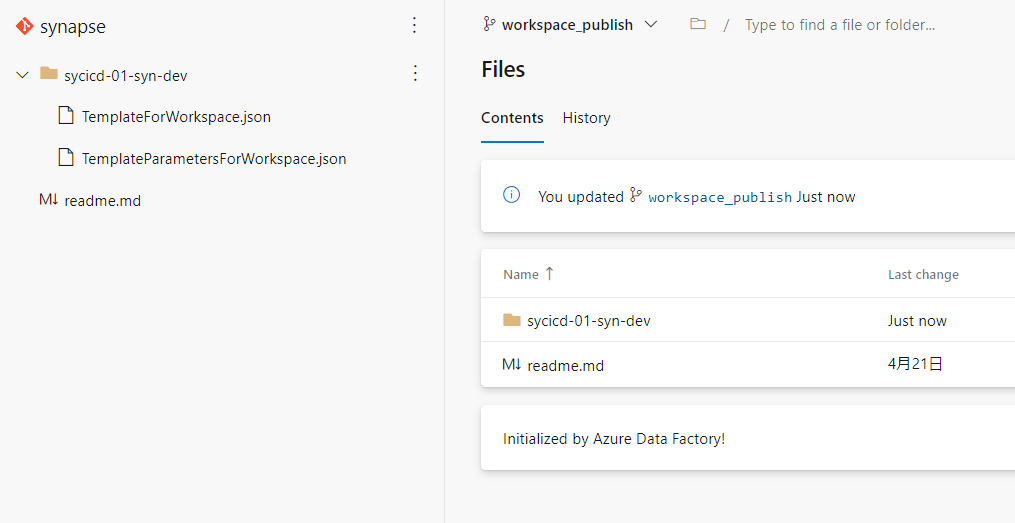 synapse
sycicd-01-syn-dev
TemplateForWorkspace.json
TemplateParametersForWorkspace.json
M↓ readme.md
workspace_publish / Type to find a file or folder...
Files
Contents History
You updated workspace_publish Just now
Name ↑ Last change
sycicd-01-syn-dev Just now
M↓ readme.md 4月21日
Initialized by Azure Data Factory!